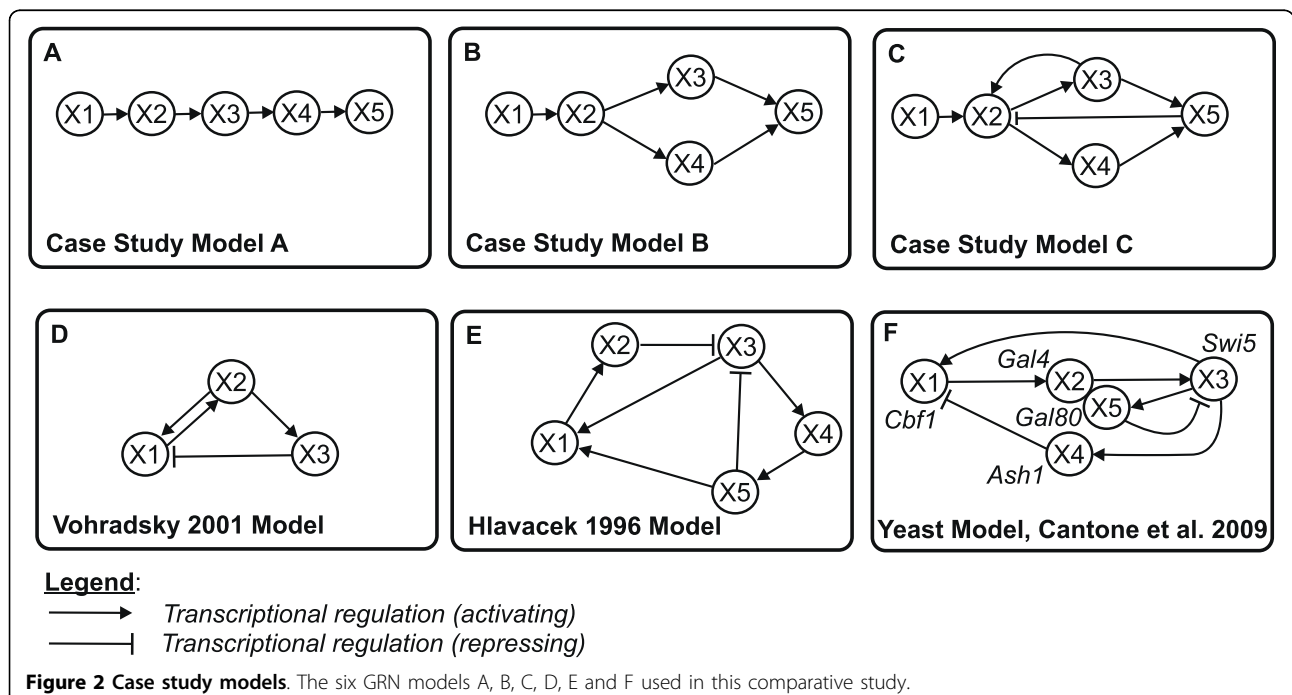 A
X1 X2 X3 X4 X5
Case Study Model A
B
X1 X2 X3 X4 X5
Case Study Model B
C
X1 X2 X3 X4 X5
Case Study Model C
D
X2
X1 X3
Vohradsky 2001 Model
E
X2 X3
X1 X4
X5
Hlavacek 1996 Model
F
Swi5
Gal4
X1 X2 X3
Cbf1 Gal80 X5
X4
Ash1
Yeast Model, Cantone et al. 2009
Legend:
Transcriptional regulation (activating)
Transcriptional regulation (repressing)
Figure 2 Case study models. The six GRN models A, B, C, D, E and F used in this comparative study.